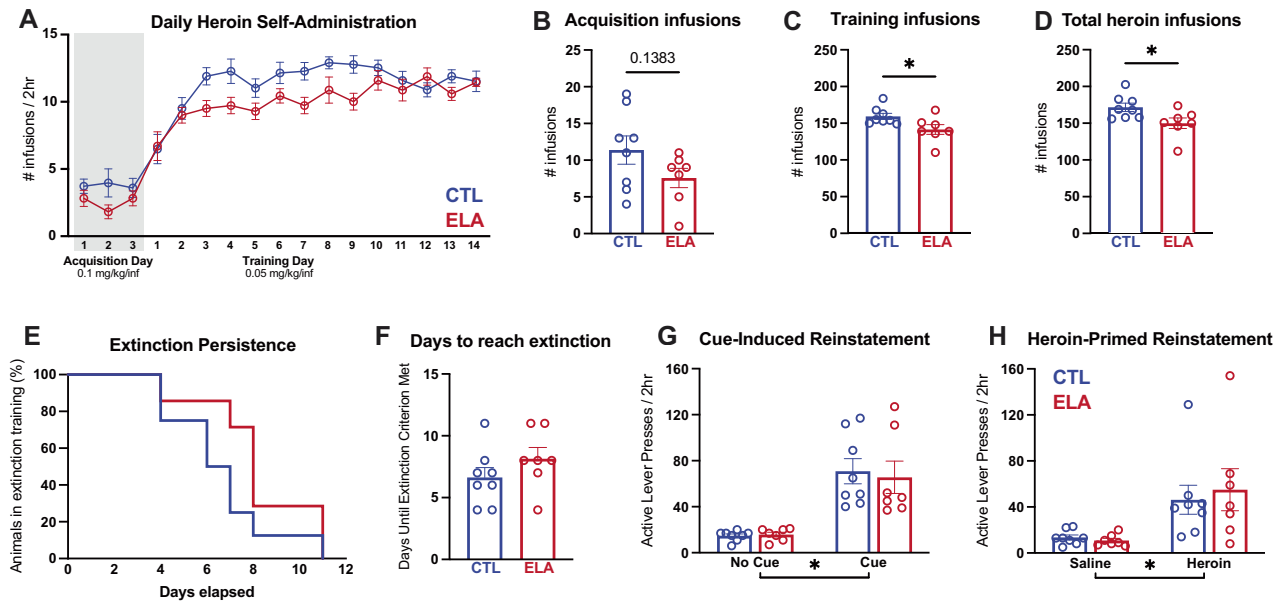 A
Daily Heroin Self-Administration
# infusions / 2hr
15
10
5
0
CTL
ELA
1 2 3 1 2 3 4 5 6 7 8 9 10 11 12 13 14
Acquisition Day Training Day
0.1 mg/kg/inf 0.05 mg/kg/inf
B
Acquisition infusions
# infusions
25
20
15
10
5
0
0.1383
CTL ELA
C
Training infusions
# infusions
250
200
150
100
50
0
*
CTL ELA
D
Total heroin infusions
# infusions
250
200
150
100
50
0
*
CTL ELA
E
Extinction Persistence
Animals in extinction training (%)
100
80
60
40
20
0
0 2 4 6 8 10 12
Days elapsed
F
Days to reach extinction
Days Until Extinction Criterion Met
15
10
5
0
CTL ELA
G
Cue-Induced Reinstatement
Active Lever Presses / 2hr
160
120
80
40
0
No Cue Cue
*
H
Heroin-Primed Reinstatement
Active Lever Presses / 2hr
160
120
80
40
0
CTL
ELA
Saline Heroin
*